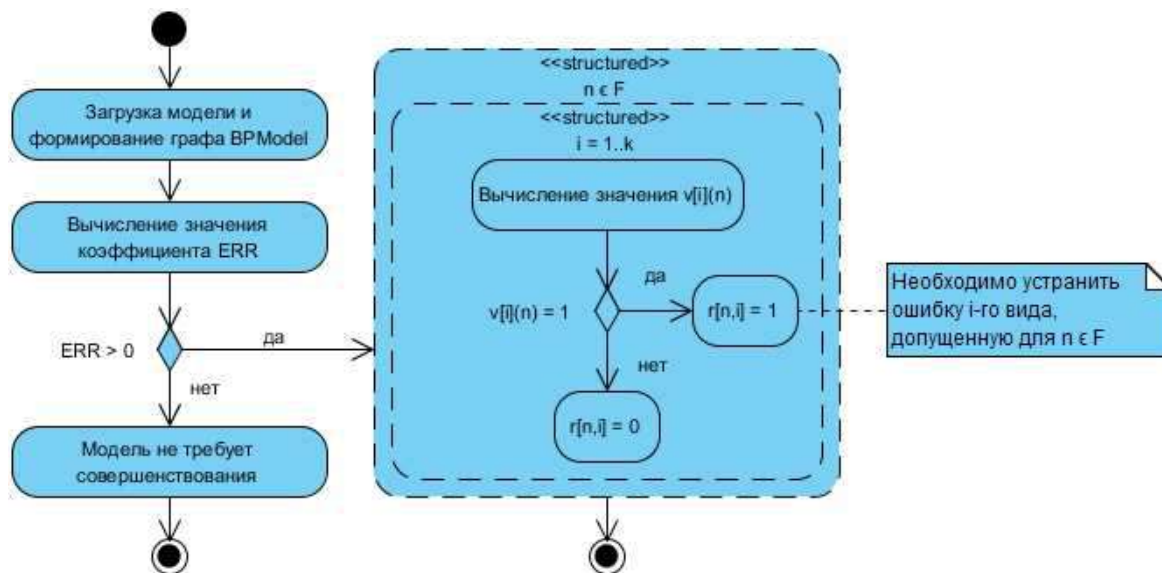 Загрузка модели и
формирование графа BPModel
Вычисление значения
коэффициента ERR
ERR > 0
да
нет
Модель не требует
совершенствования
<<structured>>
n ϵ F
<<structured>>
i = 1..k
Вычисление значения v[i](n)
v[i](n) = 1
да
r[n,i] = 1
нет
r[n,i] = 0
Необходимо устранить
ошибку i-го вида,
допущенную для n ϵ F